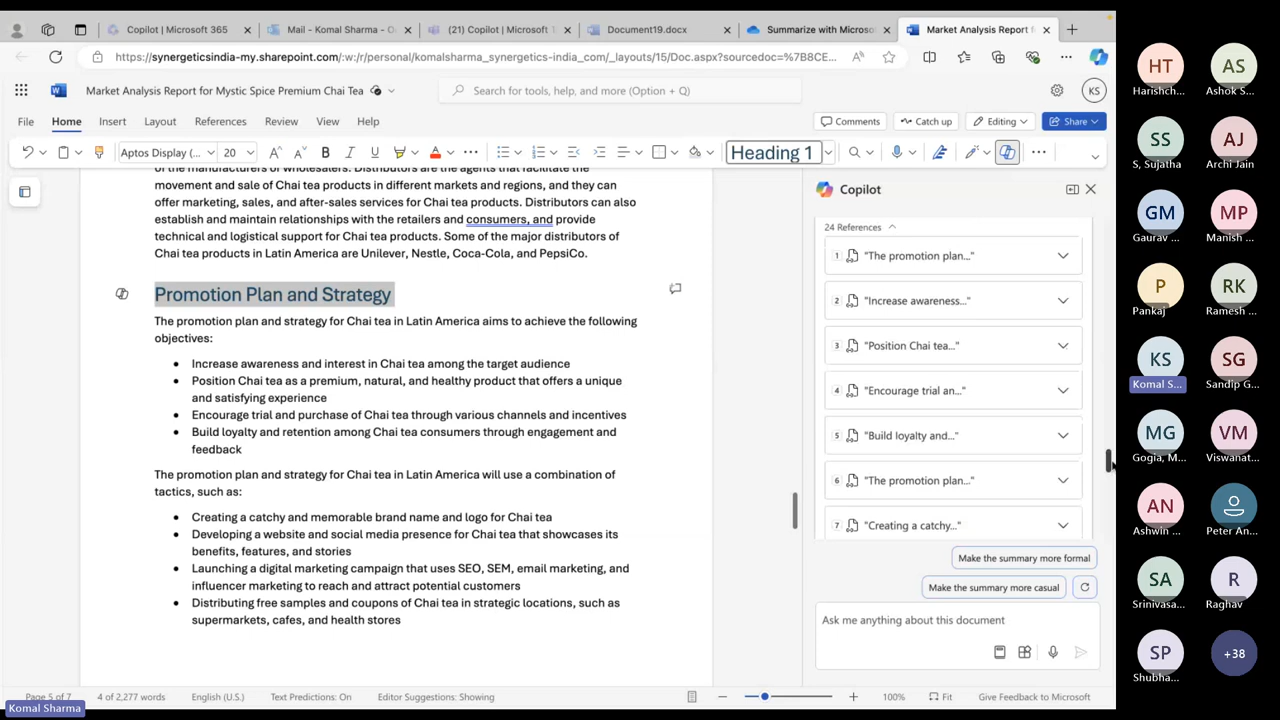 Copilot | Microsoft 365
Mail - Komal Sharma - O
(21) Copilot | Microsoft
Document19.docx
Summarize with Microso
Market Analysis Report f
https://synergeticsindia-my.sharepoint.com/:w:/r/personal/komalsharma_synergetics-india_com/_layouts/15/Doc.aspx?sourcedoc=%7B8CE...
Market Analysis Report for Mystic Spice Premium Chai Tea
Search for tools, help, and more (Option + Q)
KS
File Home Insert Layout References Review View Help
Comments Catch up Editing Share
Aptos Display (... 20 Heading 1
of the manufacturers or wholesalers. Distributors are the agents that facilitate the
movement and sale of Chai tea products in different markets and regions, and they can
offer marketing, sales, and after-sales services for Chai tea products. Distributors can also
establish and maintain relationships with the retailers and consumers, and provide
technical and logistical support for Chai tea products. Some of the major distributors of
Chai tea products in Latin America are Unilever, Nestle, Coca-Cola, and PepsiCo.
Promotion Plan and Strategy
The promotion plan and strategy for Chai tea in Latin America aims to achieve the following
objectives:
• Increase awareness and interest in Chai tea among the target audience
• Position Chai tea as a premium, natural, and healthy product that offers a unique
and satisfying experience
• Encourage trial and purchase of Chai tea through various channels and incentives
• Build loyalty and retention among Chai tea consumers through engagement and
feedback
The promotion plan and strategy for Chai tea in Latin America will use a combination of
tactics, such as:
• Creating a catchy and memorable brand name and logo for Chai tea
• Developing a website and social media presence for Chai tea that showcases its
benefits, features, and stories
• Launching a digital marketing campaign that uses SEO, SEM, email marketing, and
influencer marketing to reach and attract potential customers
• Distributing free samples and coupons of Chai tea in strategic locations, such as
supermarkets, cafes, and health stores
Copilot
24 References
1 "The promotion plan..."
2 "Increase awareness..."
3 "Position Chai tea..."
4 "Encourage trial an..."
5 "Build loyalty and..."
6 "The promotion plan..."
7 "Creating a catchy..."
Make the summary more formal
Make the summary more casual
Ask me anything about this document
Page 5 of 7 4 of 2,277 words English (U.S.) Text Predictions: On Editor Suggestions: Showing 100% Fit Give Feedback to Microsoft
Komal Sharma
HT AS
Harishch... Ashok S...
SS AJ
S, Sujatha Archi Jain
GM MP
Gaurav ... Manish ...
P RK
Pankaj Ramesh ...
KS SG
Komal S... Sandip G...
MG VM
Gogia, M... Viswanat...
AN
Ashwin ... Peter An...
SA R
Srinivasa... Raghav
SP +38
Shubha...